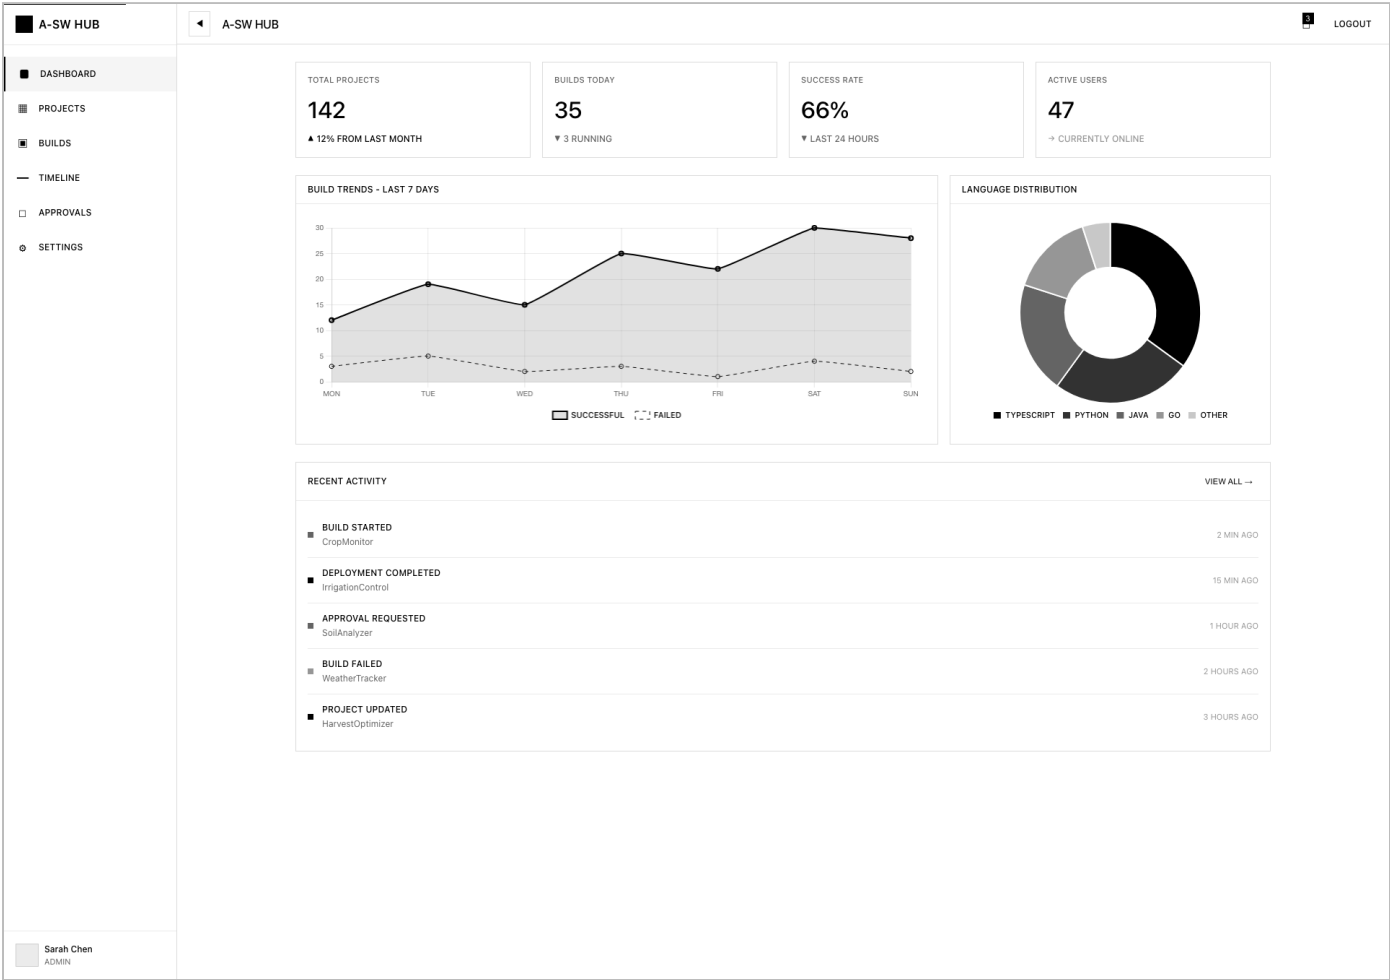 A-SW HUB
A-SW HUB
3
LOGOUT
DASHBOARD
PROJECTS
BUILDS
TIMELINE
APPROVALS
SETTINGS
Sarah Chen
ADMIN
TOTAL PROJECTS
142
▲ 12% FROM LAST MONTH
BUILDS TODAY
35
▼ 3 RUNNING
SUCCESS RATE
66%
▼ LAST 24 HOURS
ACTIVE USERS
47
→ CURRENTLY ONLINE
BUILD TRENDS - LAST 7 DAYS
30
25
20
15
10
5
0
MON TUE WED THU FRI SAT SUN
SUCCESSFUL FAILED
LANGUAGE DISTRIBUTION
TYPESCRIPT PYTHON JAVA GO OTHER
RECENT ACTIVITY VIEW ALL →
BUILD STARTED
CropMonitor
2 MIN AGO
DEPLOYMENT COMPLETED
IrrigationControl
15 MIN AGO
APPROVAL REQUESTED
SoilAnalyzer
1 HOUR AGO
BUILD FAILED
WeatherTracker
2 HOURS AGO
PROJECT UPDATED
HarvestOptimizer
3 HOURS AGO